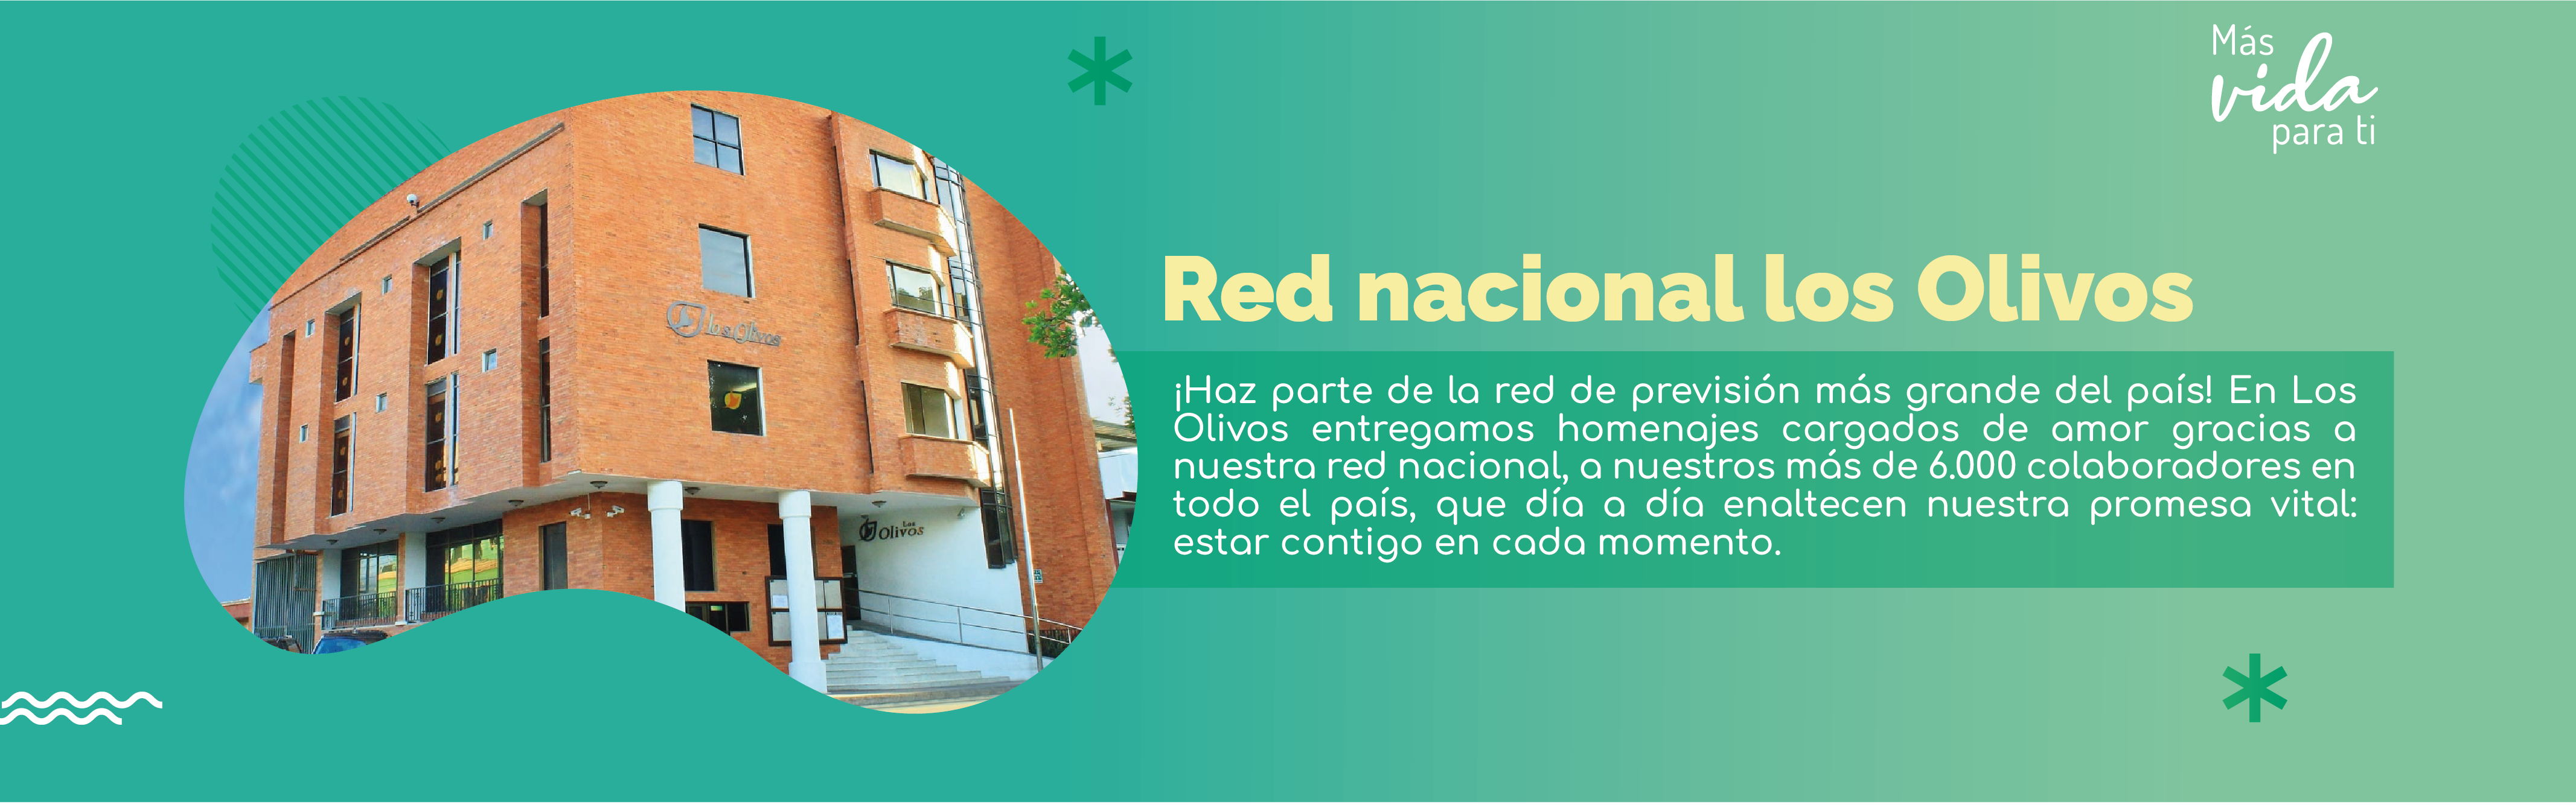 Más
vida
para ti
Red nacional los Olivos
¡Haz parte de la red de previsión más grande del país! En Los
Olivos entregamos homenajes cargados de amor gracias a
nuestra red nacional, a nuestros más de 6.000 colaboradores en
todo el país, que día a día enaltecen nuestra promesa vital:
estar contigo en cada momento.
los Olivos
Los
Olivos